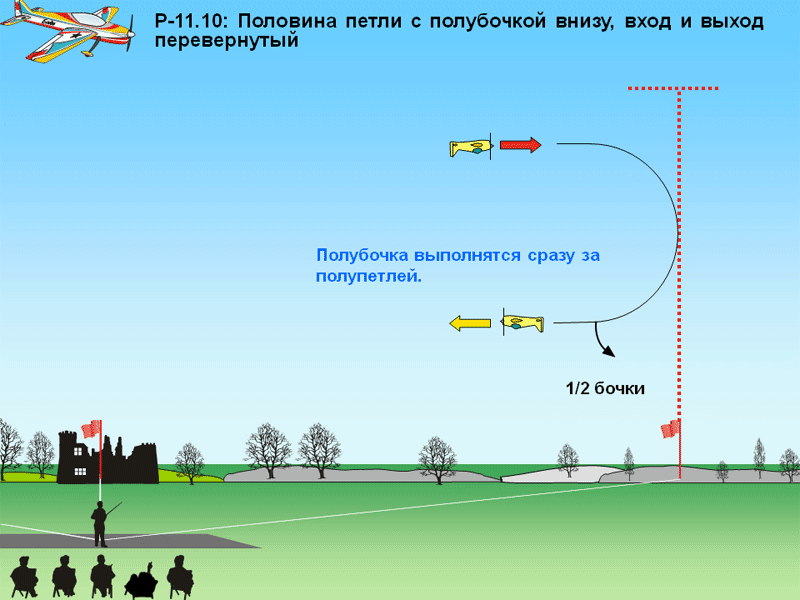 Р-11.10: Половина петли с полубочкой внизу, вход и выход
перевернутый
Полубочка выполнятся сразу за
полупетлей.
1/2 бочки